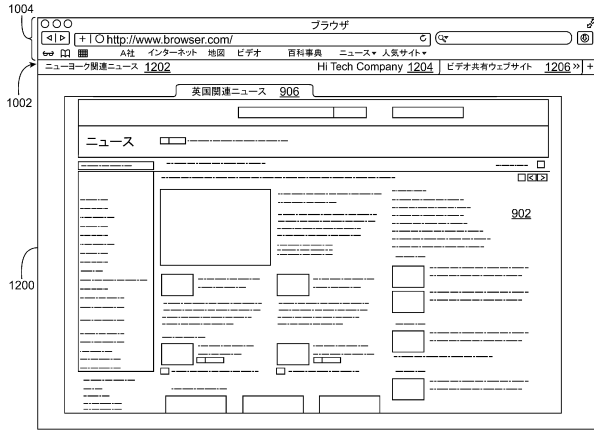 1004
ブラウザ
http://www.browser.com/
A社 インターネット 地図 ビデオ 百科事典 ニュース▾ 人気サイト▾
ニューヨーク関連ニュース 1202 Hi Tech Company 1204 ビデオ共有ウェブサイト 1206 >> +
1002
英国関連ニュース 906
ニュース
902
1200